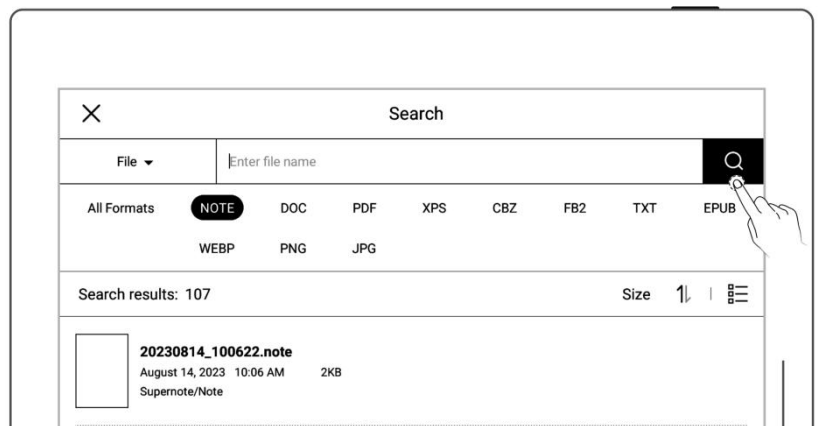 Search
File Enter file name
All Formats NOTE DOC PDF XPS CBZ FB2 TXT EPUB
WEBP PNG JPG
Search results: 107 Size
20230814_100622.note
August 14, 2023 10:06 AM 2KB
Supernote/Note